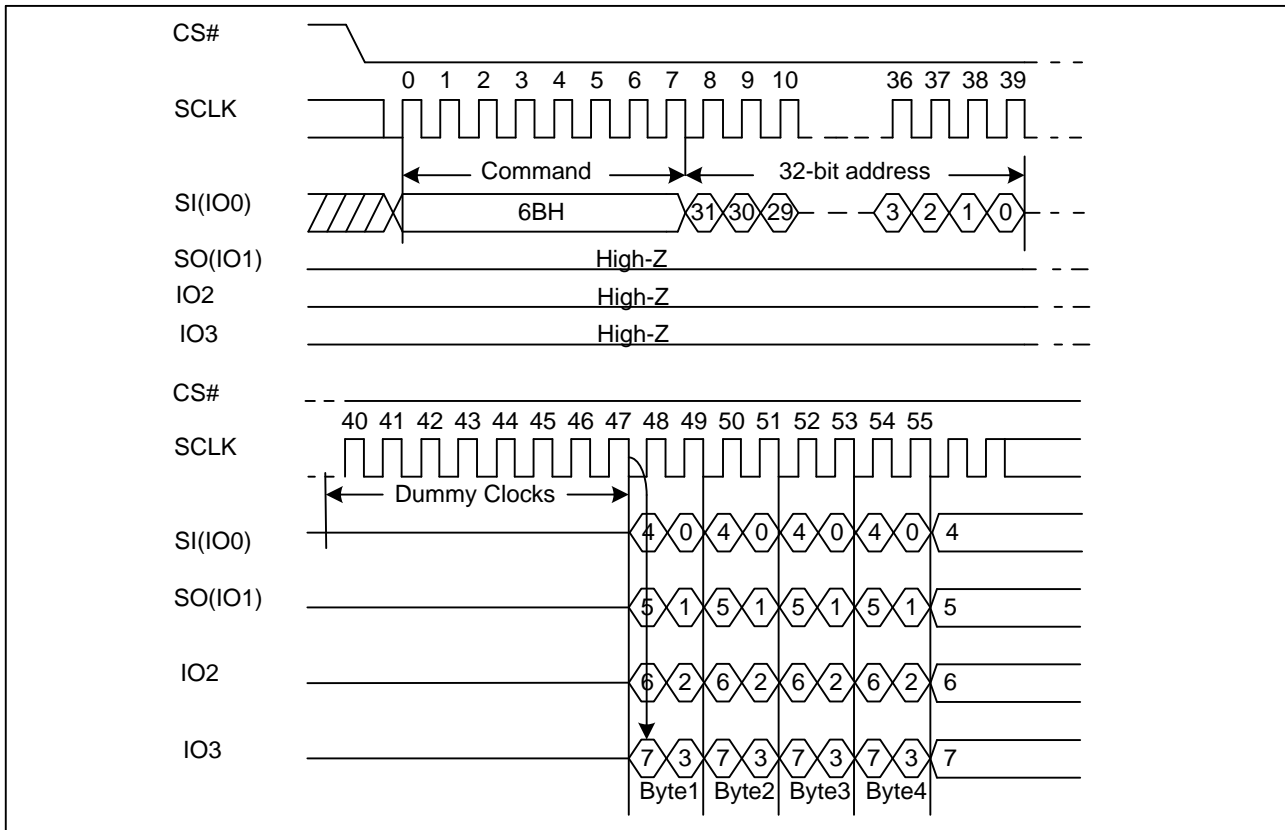 CS#
0 1 2 3 4 5 6 7 8 9 10 36 37 38 39
SCLK
Command 32-bit address
SI(IO0) 6BH 31 30 29 3 2 1 0
SO(IO1) High-Z
IO2 High-Z
IO3 High-Z
CS#
40 41 42 43 44 45 46 47 48 49 50 51 52 53 54 55
SCLK
Dummy Clocks
SI(IO0) 4 0 4 0 4 0 4 0 4
SO(IO1) 5 1 5 1 5 1 5 1 5
IO2 6 2 6 2 6 2 6 2 6
IO3 7 3 7 3 7 3 7 3 7
Byte1 Byte2 Byte3 Byte4